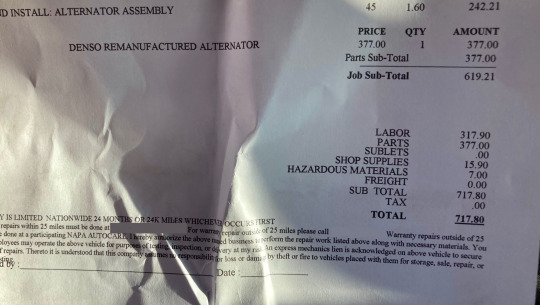 D INSTALL: ALTERNATOR ASSEMBLY 45 1.60 242.21
PRICE QTY AMOUNT
DENSO REMANUFACTURED ALTERNATOR 377.00 1 377.00
Parts Sub-Total 377.00
Job Sub-Total 619.21
LABOR 317.90
PARTS 377.00
SUBLETS .00
SHOP SUPPLIES 15.90
HAZARDOUS MATERIALS 7.00
FREIGHT 0.00
SUB TOTAL 717.80
TAX .00
TOTAL 717.80
Y IS LIMITED NATIONWIDE 24 MONTHS OR 24K MILES WHICHEVER OCCURS FIRST
repairs within 25 miles must be done at For warranty repair outside of 25 miles please call Warranty repairs outside of 25
e done at a participating NAPA AUTOCARE. I hereby authorize the above named business to perform the repair work listed above along with necessary materials. You
ployees may operate the above vehicle for purposes of testing, inspection, or delivery at my risk. An express mechanics lien is acknowledged on above vehicle to secure
f repairs. Thereto it is understood that this company assumes no responsibility for loss or damage by theft or fire to vehicles placed with them for storage, sale, repair, or
d by : Date :